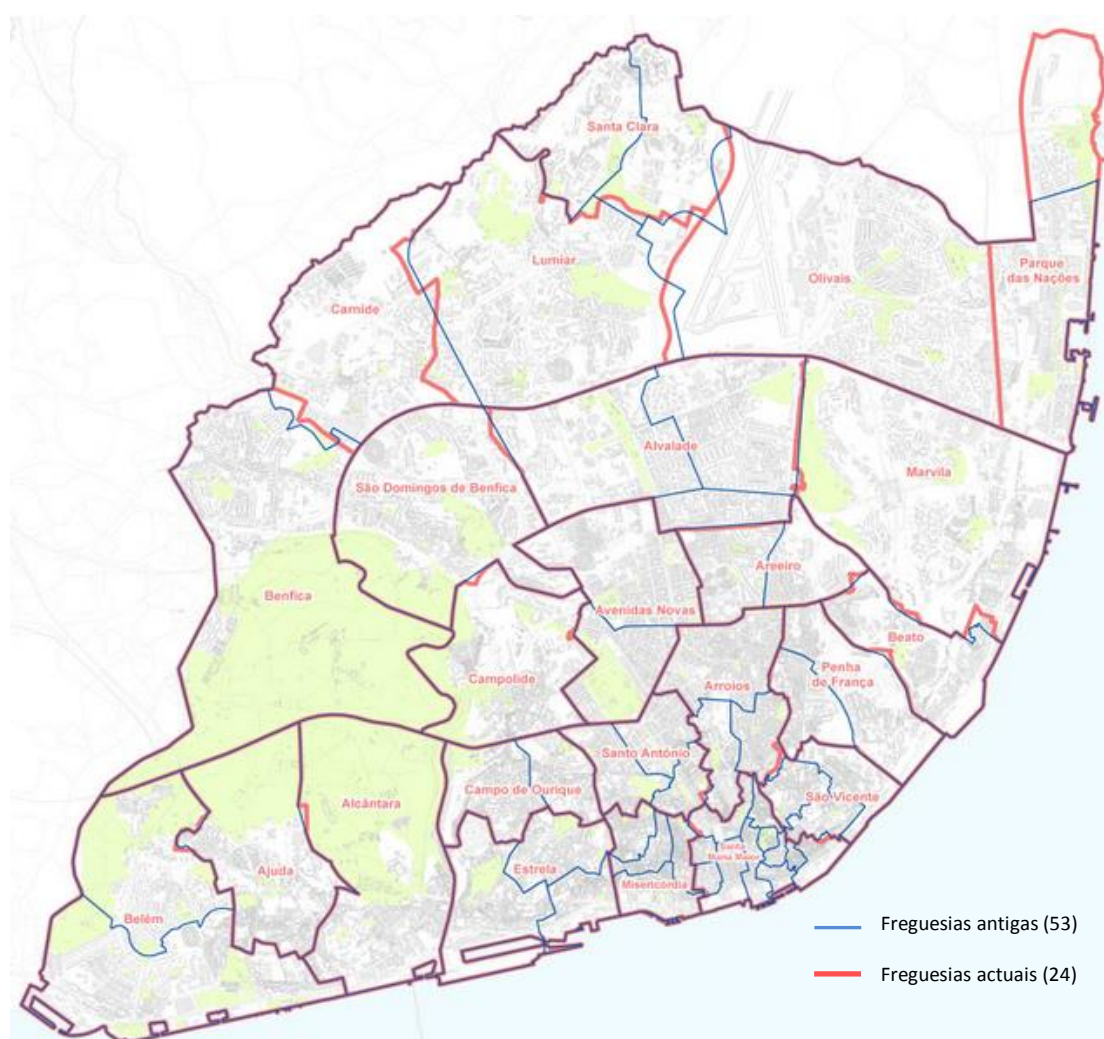 Santa Clara
Lumiar
Olivais
Parque
das Nações
Carnide
Alvalade
Marvila
São Domingos de Benfica
Areeiro
Benfica
Avenidas Novas
Beato
Campolide
Arroios
Penha
de França
Santo António
Campo de Ourique
São Vicente
Alcântara
Santa
Maria Maior
Estrela
Misericórdia
Ajuda
Belém
Freguesias antigas (53)
Freguesias actuais (24)